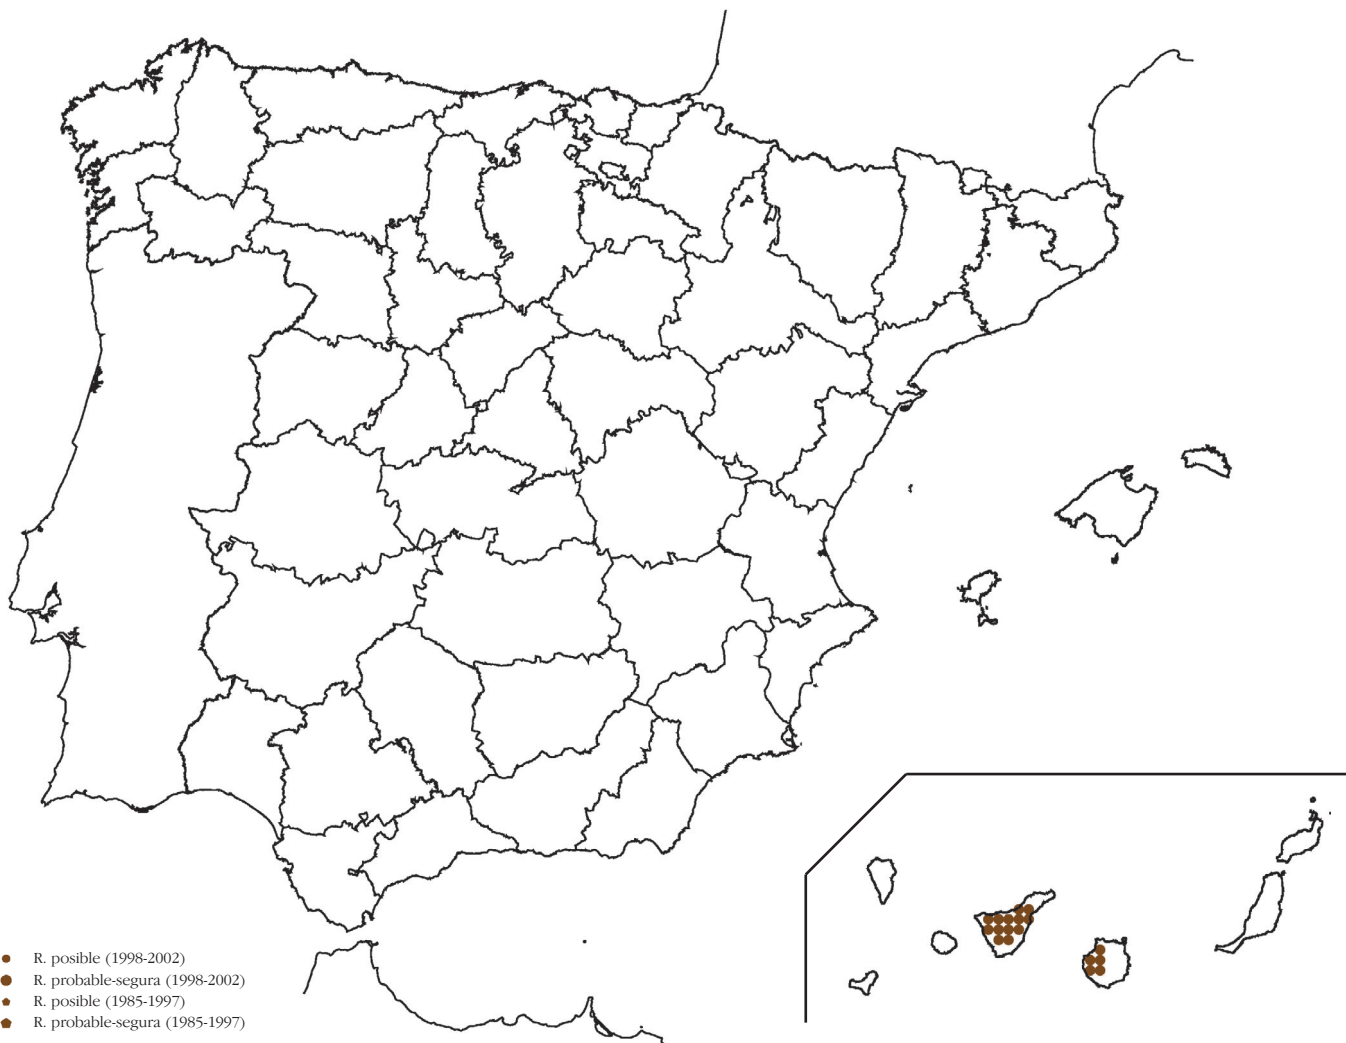 R. posible (1998-2002)
R. probable-segura (1998-2002)
R. posible (1985-1997)
R. probable-segura (1985-1997)